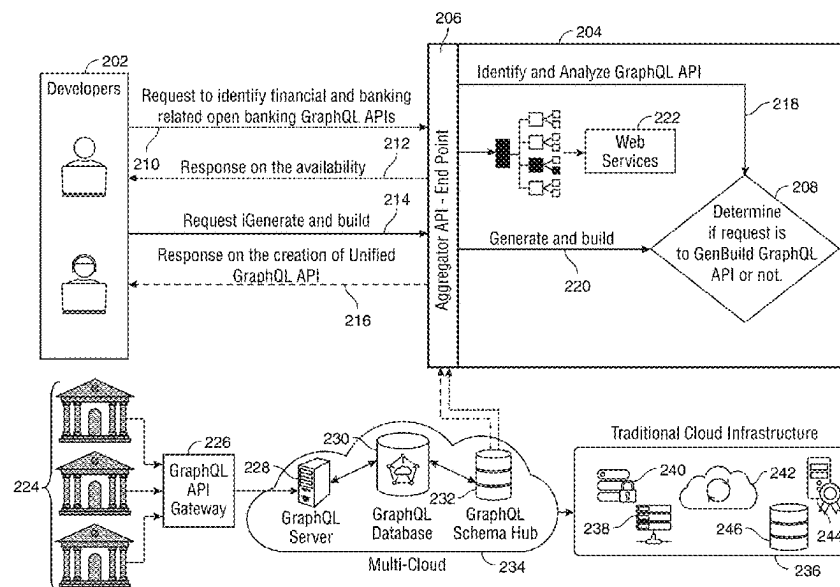 202
Developers
Request to identify financial and banking
related open banking GraphQL APIs
210
212
Response on the availability
Request iGenerate and build
214
Response on the creation of Unified
GraphQL API
216
206
Aggregator API - End Point
204
Identify and Analyze GraphQL API
218
222
Web
Services
208
Determine
if request is
to GenBuild GraphQL
API or not.
Generate and build
220
224
226
GraphQL
API
Gateway
228
GraphQL
Server
230
GraphQL
Database
232
GraphQL
Schema Hub
Multi-Cloud
234
Traditional Cloud Infrastructure
240
242
238
246
244
236